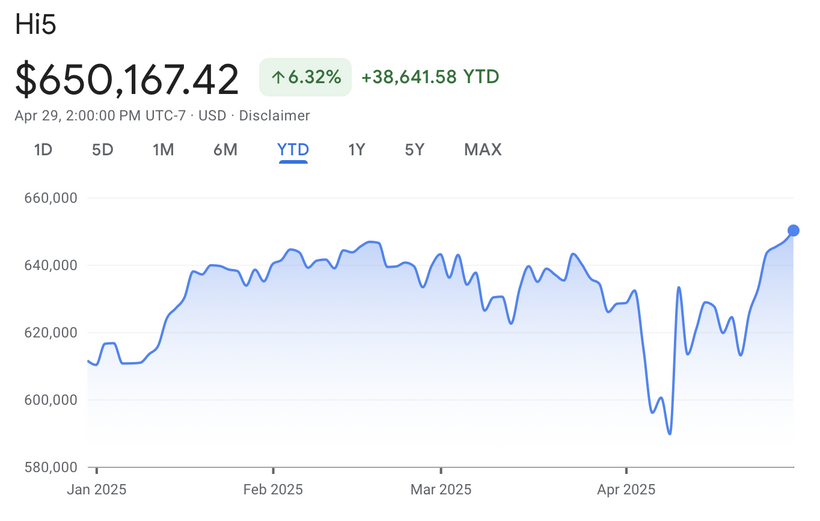 Hi5
$650,167.42 ↑6.32% +38,641.58 YTD
Apr 29, 2:00:00 PM UTC-7 · USD · Disclaimer
1D 5D 1M 6M YTD 1Y 5Y MAX
660,000
640,000
620,000
600,000
580,000
Jan 2025 Feb 2025 Mar 2025 Apr 2025